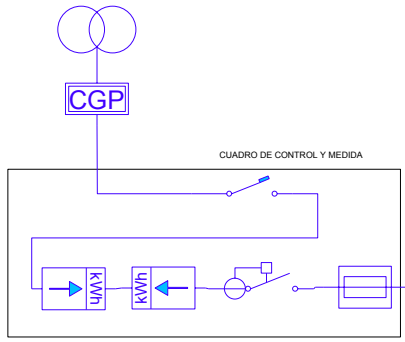 CGP
CUADRO DE CONTROL Y MEDIDA
kWh
kWh